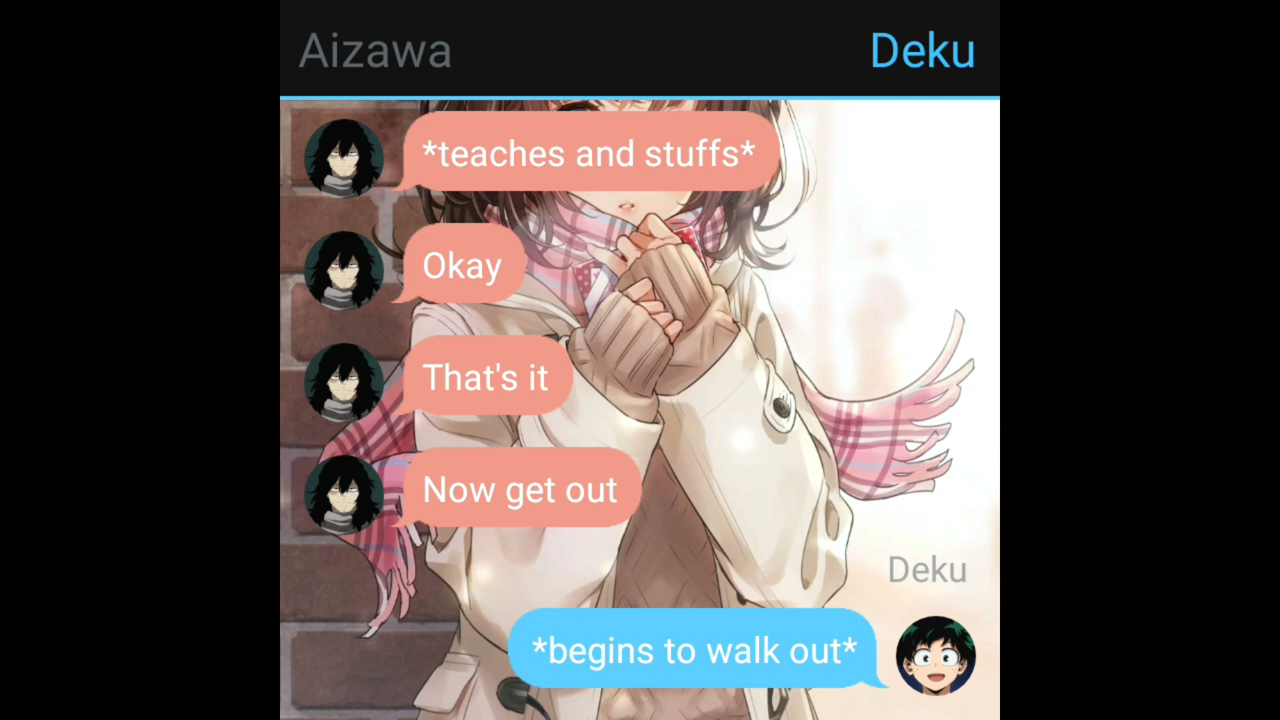 Aizawa
Deku
*teaches and stuffs*
Okay
That's it
Now get out
Deku
*begins to walk out*